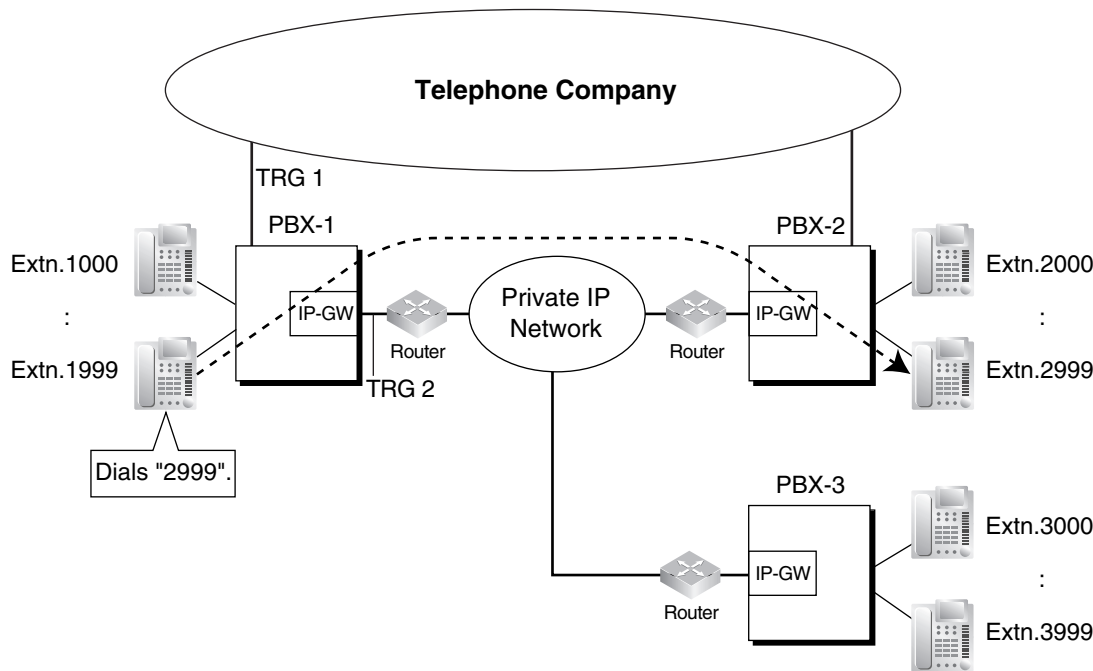 Telephone Company
TRG 1
PBX-1
PBX-2
Extn.1000
:
Extn.1999
IP-GW
Router
TRG 2
Private IP
Network
Router
IP-GW
Extn.2000
:
Extn.2999
Dials "2999".
PBX-3
Router
IP-GW
Extn.3000
:
Extn.3999